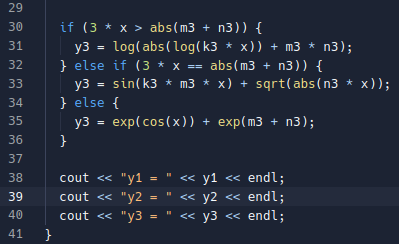 29
30 if (3 * x > abs(m3 + n3)) {
31 y3 = log(abs(log(k3 * x)) + m3 * n3);
32 } else if (3 * x == abs(m3 + n3)) {
33 y3 = sin(k3 * m3 * x) + sqrt(abs(n3 * x));
34 } else {
35 y3 = exp(cos(x)) + exp(m3 + n3);
36 }
37
38 cout << "y1 = " << y1 << endl;
39 cout << "y2 = " << y2 << endl;
40 cout << "y3 = " << y3 << endl;
41 }